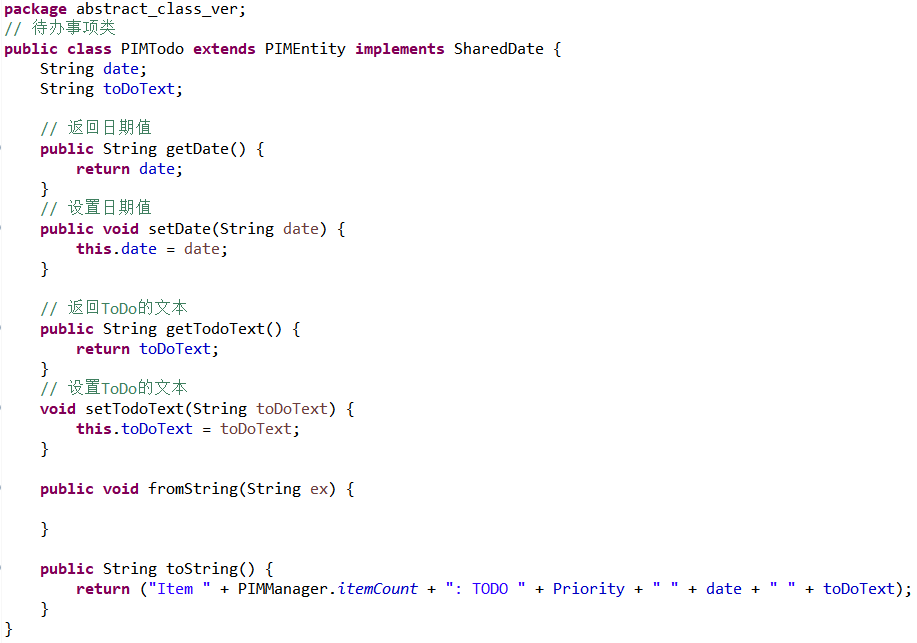 package abstract_class_ver;
// 待办事项类
public class PIMTodo extends PIMEntity implements SharedDate {
    String date;
    String toDoText;

    // 返回日期值
    public String getDate() {
        return date;
    }
    // 设置日期值
    public void setDate(String date) {
        this.date = date;
    }

    // 返回ToDo的文本
    public String getTodoText() {
        return toDoText;
    }
    // 设置ToDo的文本
    void setTodoText(String toDoText) {
        this.toDoText = toDoText;
    }

    public void fromString(String ex) {

    }

    public String toString() {
        return ("Item " + PIMManager.itemCount + ": TODO " + Priority + " " + date + " " + toDoText);
    }
}